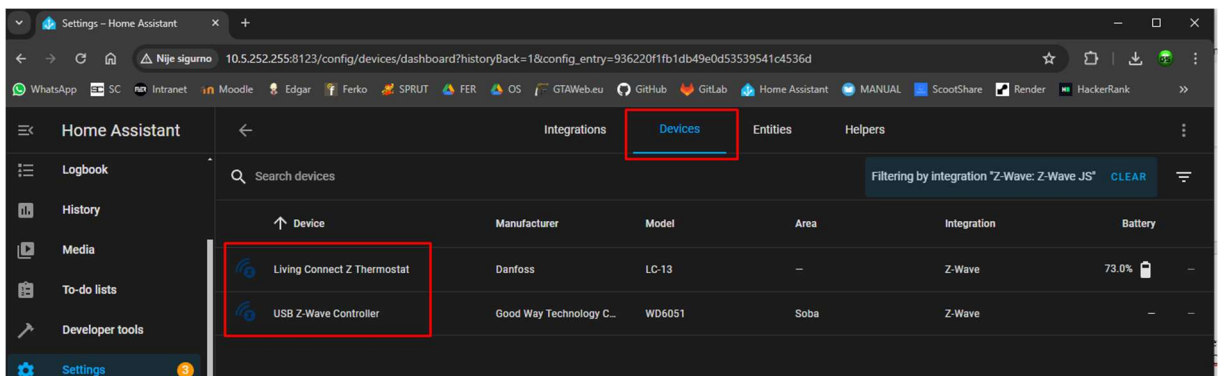 Settings – Home Assistant
Nije sigurno 10.5.252.255:8123/config/devices/dashboard?historyBack=1&config_entry=936220f1fb1db49e0d53539541c4536d
WhatsApp SC Intranet Moodle Edgar Ferko SPRUT FER OS GTAWeb.eu GitHub GitLab Home Assistant MANUAL ScootShare Render HackerRank »
Home Assistant Integrations Devices Entities Helpers
Logbook Search devices Filtering by integration "Z-Wave: Z-Wave JS" CLEAR
History Device Manufacturer Model Area Integration Battery
Media
Living Connect Z Thermostat Danfoss LC-13 – Z-Wave 73.0% –
To-do lists
USB Z-Wave Controller Good Way Technology C... WD6051 Soba Z-Wave – –
Developer tools
Settings 3